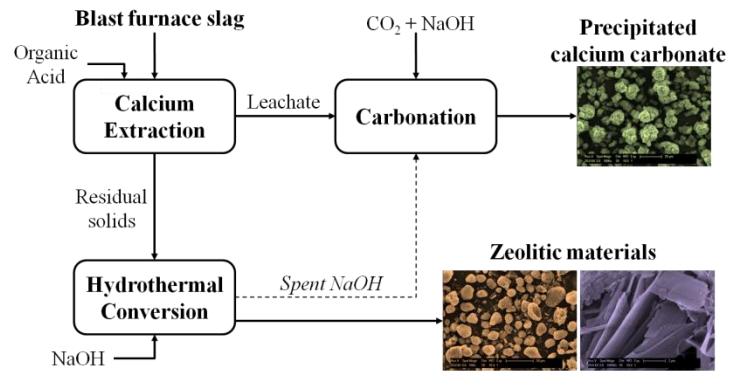 Blast furnace slag
Organic
Acid
Calcium
Extraction
Leachate
CO₂ + NaOH
Carbonation
Precipitated
calcium carbonate
Residual
solids
Hydrothermal
Conversion
Spent NaOH
NaOH
Zeolitic materials